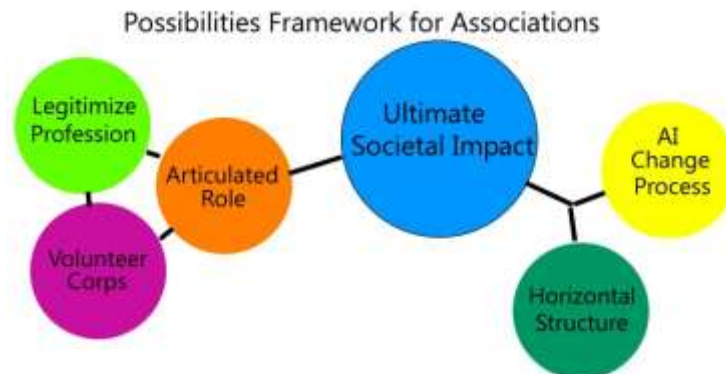 Possibilities Framework for Associations
Legitimize
Profession
Articulated
Role
Volunteer
Corps
Ultimate
Societal Impact
AI
Change
Process
Horizontal
Structure